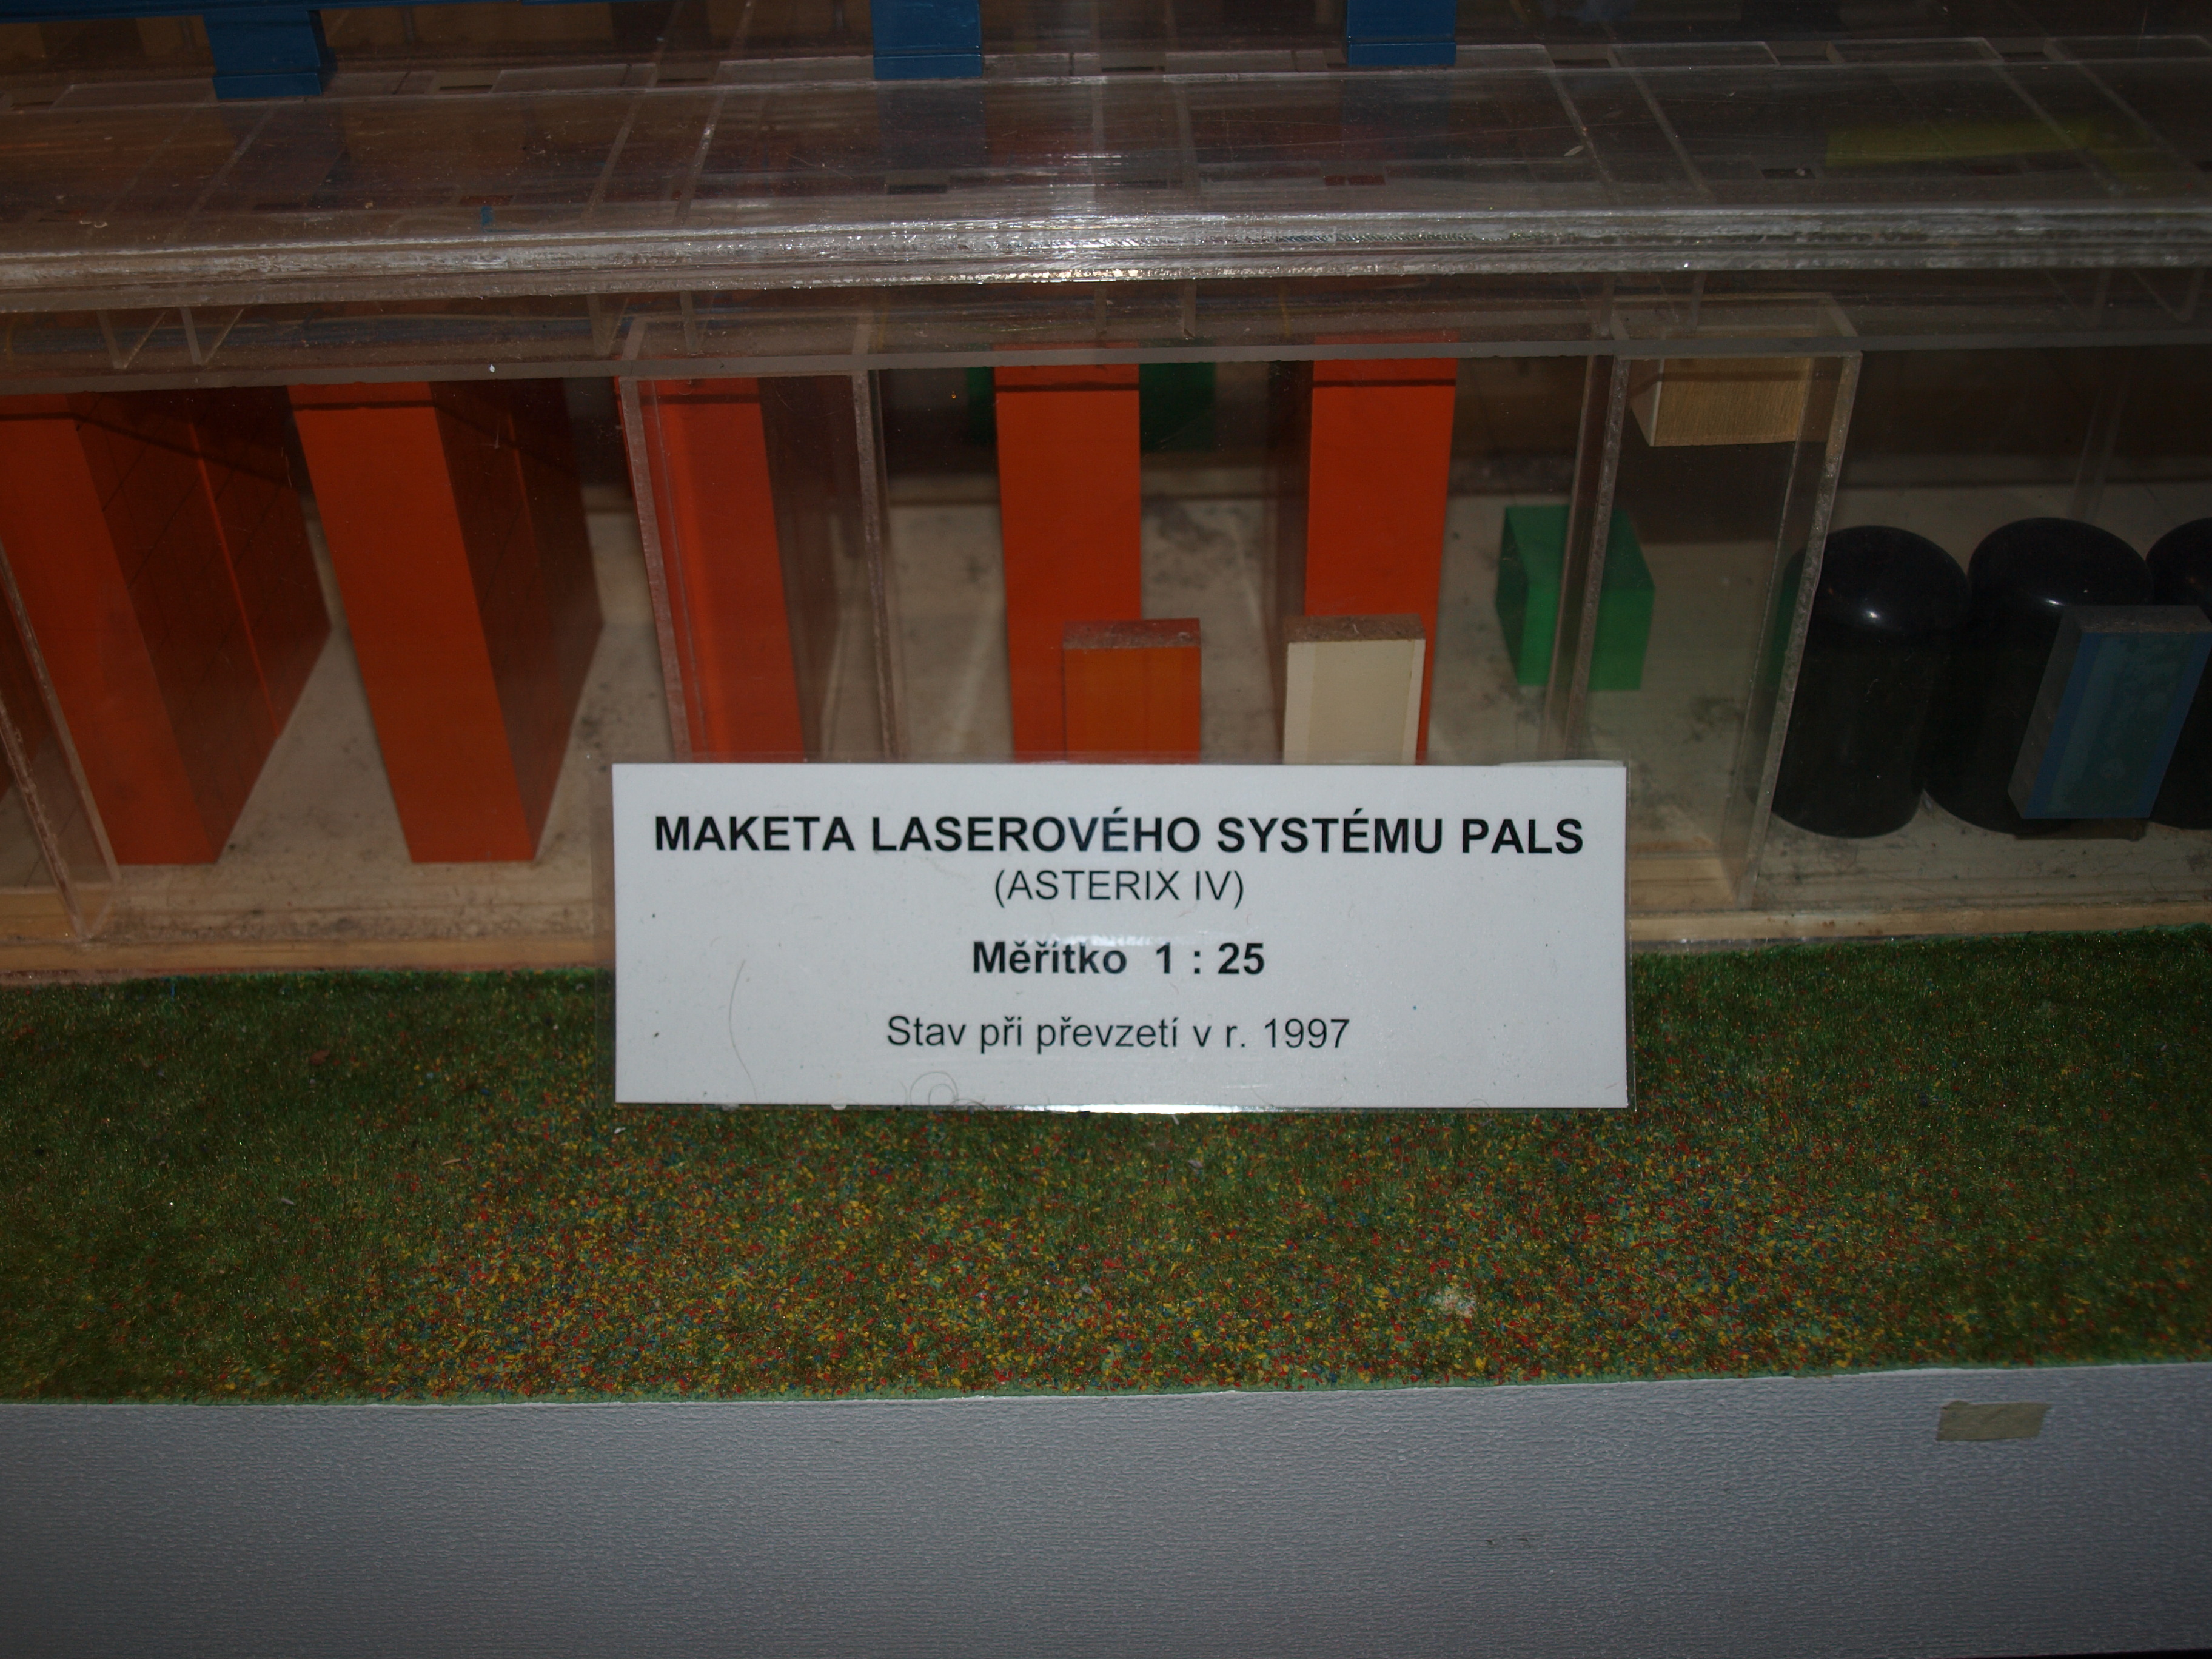 MAKETA LASEROVÉHO SYSTÉMU PALS
(ASTERIX IV)
Měřítko 1 : 25
Stav při převzetí v r. 1997